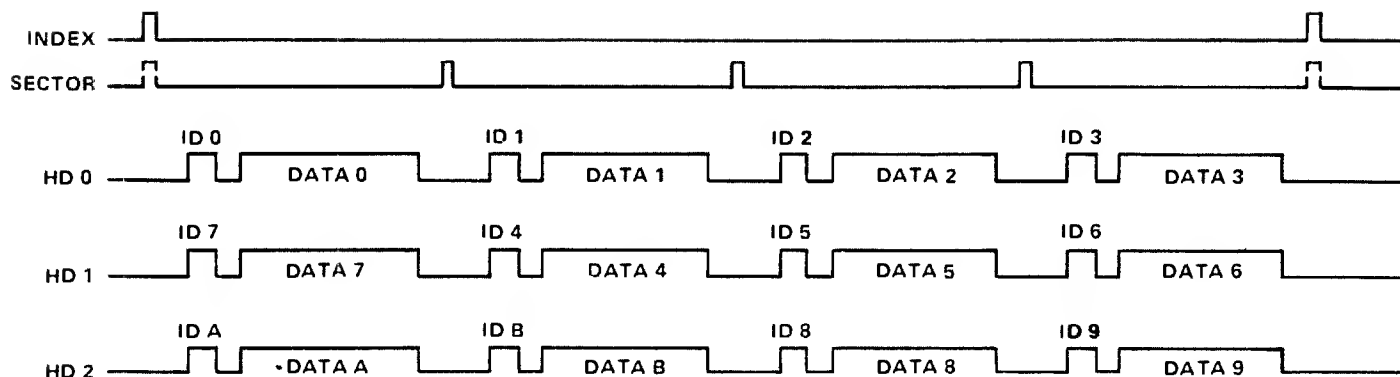 INDEX
SECTOR
ID 0 ID 1 ID 2 ID 3
HD 0 DATA 0 DATA 1 DATA 2 DATA 3
ID 7 ID 4 ID 5 ID 6
HD 1 DATA 7 DATA 4 DATA 5 DATA 6
ID A ID B ID 8 ID 9
HD 2 DATA A DATA B DATA 8 DATA 9